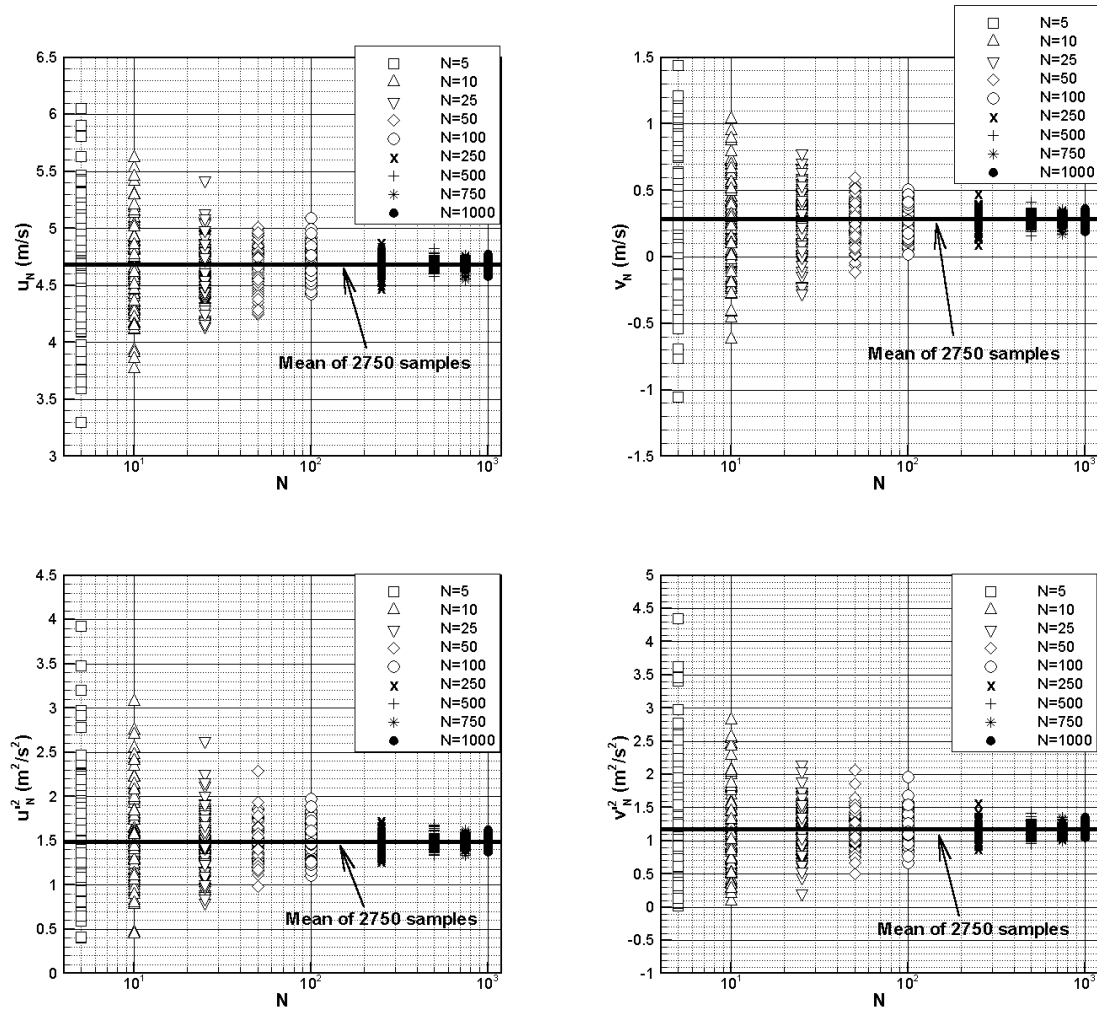 N=5
N=10
N=25
N=50
N=100
N=250
N=500
N=750
N=1000
6.5
6
5.5
5
4.5
4
3.5
3
u_N (m/s)
Mean of 2750 samples
10¹ 10² 10³
N
N=5
N=10
N=25
N=50
N=100
N=250
N=500
N=750
N=1000
1.5
1
0.5
0
-0.5
-1
-1.5
v_N (m/s)
Mean of 2750 samples
10¹ 10² 10³
N
N=5
N=10
N=25
N=50
N=100
N=250
N=500
N=750
N=1000
4.5
4
3.5
3
2.5
2
1.5
1
0.5
0
u'²_N (m²/s²)
Mean of 2750 samples
10¹ 10² 10³
N
N=5
N=10
N=25
N=50
N=100
N=250
N=500
N=750
N=1000
5
4.5
4
3.5
3
2.5
2
1.5
1
0.5
0
-0.5
-1
v'²_N (m²/s²)
Mean of 2750 samples
10¹ 10² 10³
N